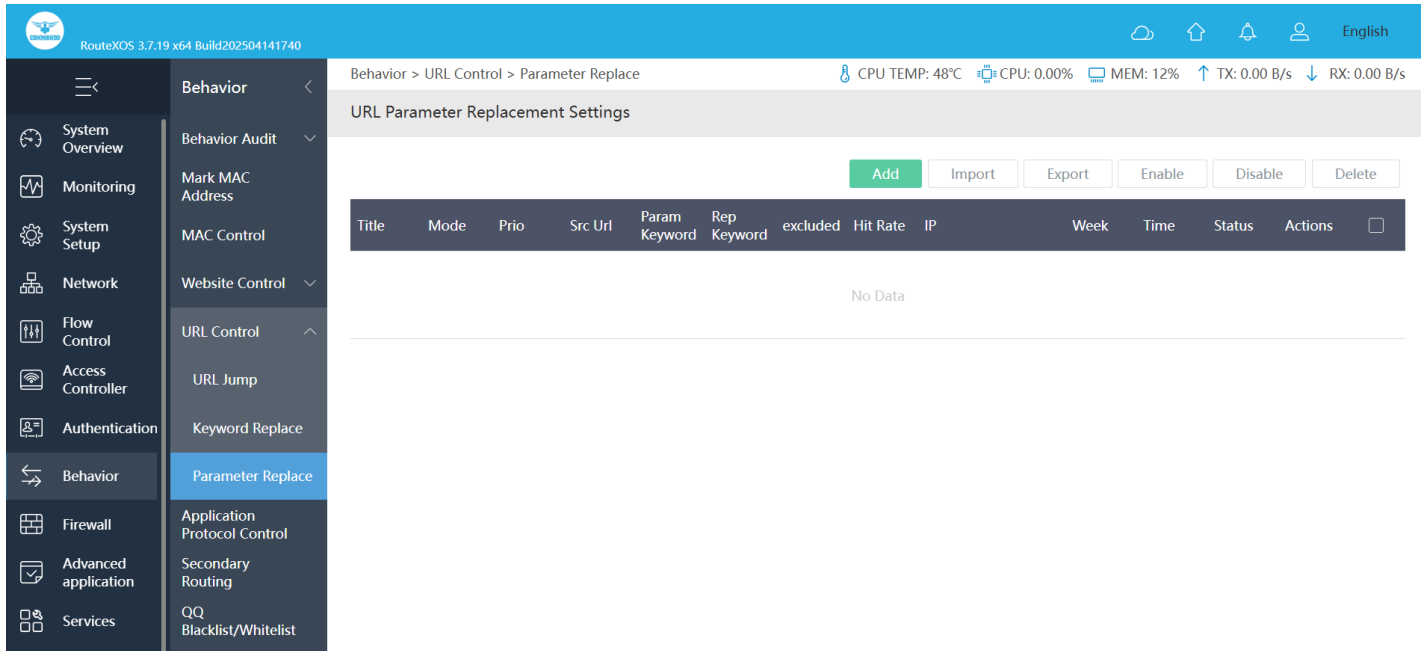 COMMANDO
RouteXOS 3.7.19 x64 Build202504141740
English
Behavior
Behavior > URL Control > Parameter Replace
CPU TEMP: 48℃
CPU: 0.00%
MEM: 12%
TX: 0.00 B/s
RX: 0.00 B/s
URL Parameter Replacement Settings
System
Overview
Monitoring
System
Setup
Network
Flow
Control
Access
Controller
Authentication
Behavior
Firewall
Advanced
application
Services
Behavior Audit
Mark MAC
Address
MAC Control
Website Control
URL Control
URL Jump
Keyword Replace
Parameter Replace
Application
Protocol Control
Secondary
Routing
QQ
Blacklist/Whitelist
Add
Import
Export
Enable
Disable
Delete
Title
Mode
Prio
Src Url
Param
Keyword
Rep
Keyword
excluded
Hit Rate
IP
Week
Time
Status
Actions
No Data